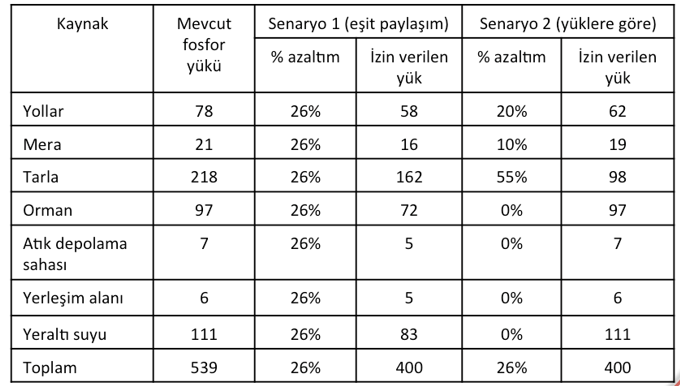 Kaynak Mevcut fosfor yükü Senaryo 1 (eşit paylaşım) Senaryo 2 (yüklere göre)
% azaltım İzin verilen yük % azaltım İzin verilen yük
Yollar 78 26% 58 20% 62
Mera 21 26% 16 10% 19
Tarla 218 26% 162 55% 98
Orman 97 26% 72 0% 97
Atık depolama sahası 7 26% 5 0% 7
Yerleşim alanı 6 26% 5 0% 6
Yeraltı suyu 111 26% 83 0% 111
Toplam 539 26% 400 26% 400